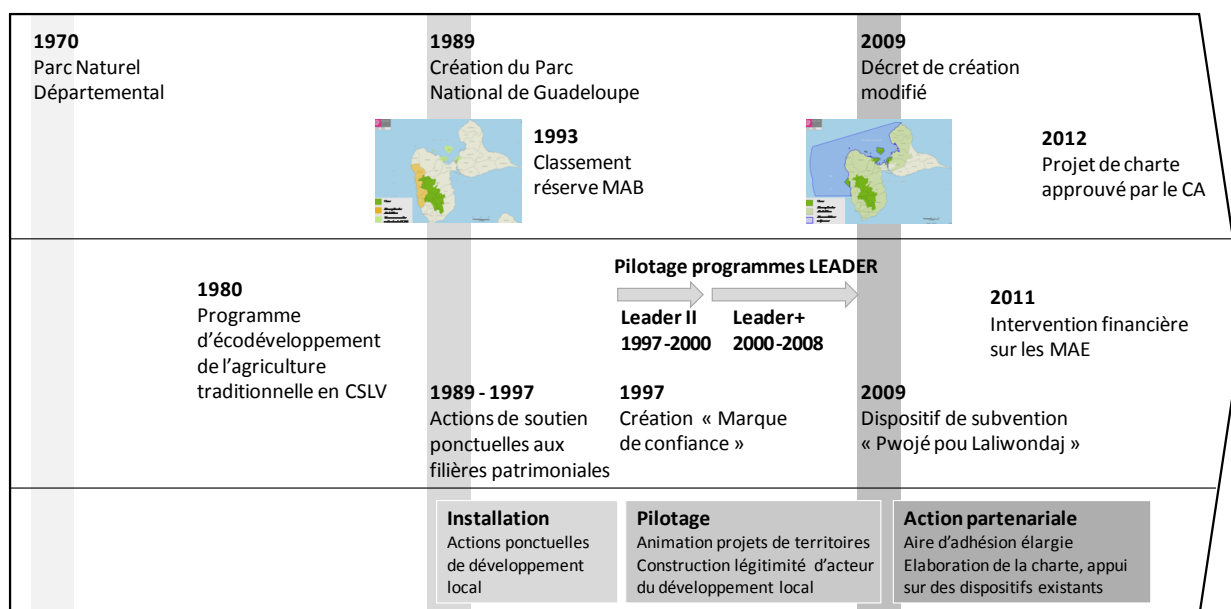 1970
Parc Naturel
Départemental
1989
Création du Parc
National de Guadeloupe
1993
Classement
réserve MAB
2009
Décret de création
modifié
2012
Projet de charte
approuvé par le CA
1980
Programme
d’écodéveloppement
de l’agriculture
traditionnelle en CSLV
Pilotage programmes LEADER
Leader II
1997-2000
Leader+
2000-2008
2011
Intervention financière
sur les MAE
1989 - 1997
Actions de soutien
ponctuelles aux
filières patrimoniales
1997
Création « Marque
de confiance »
2009
Dispositif de subvention
« Pwojé pou Laliwondaj »
Installation
Actions ponctuelles
de développement
local
Pilotage
Animation projets de territoires
Construction légitimité d’acteur
du développement local
Action partenariale
Aire d’adhésion élargie
Elaboration de la charte, appui
sur des dispositifs existants